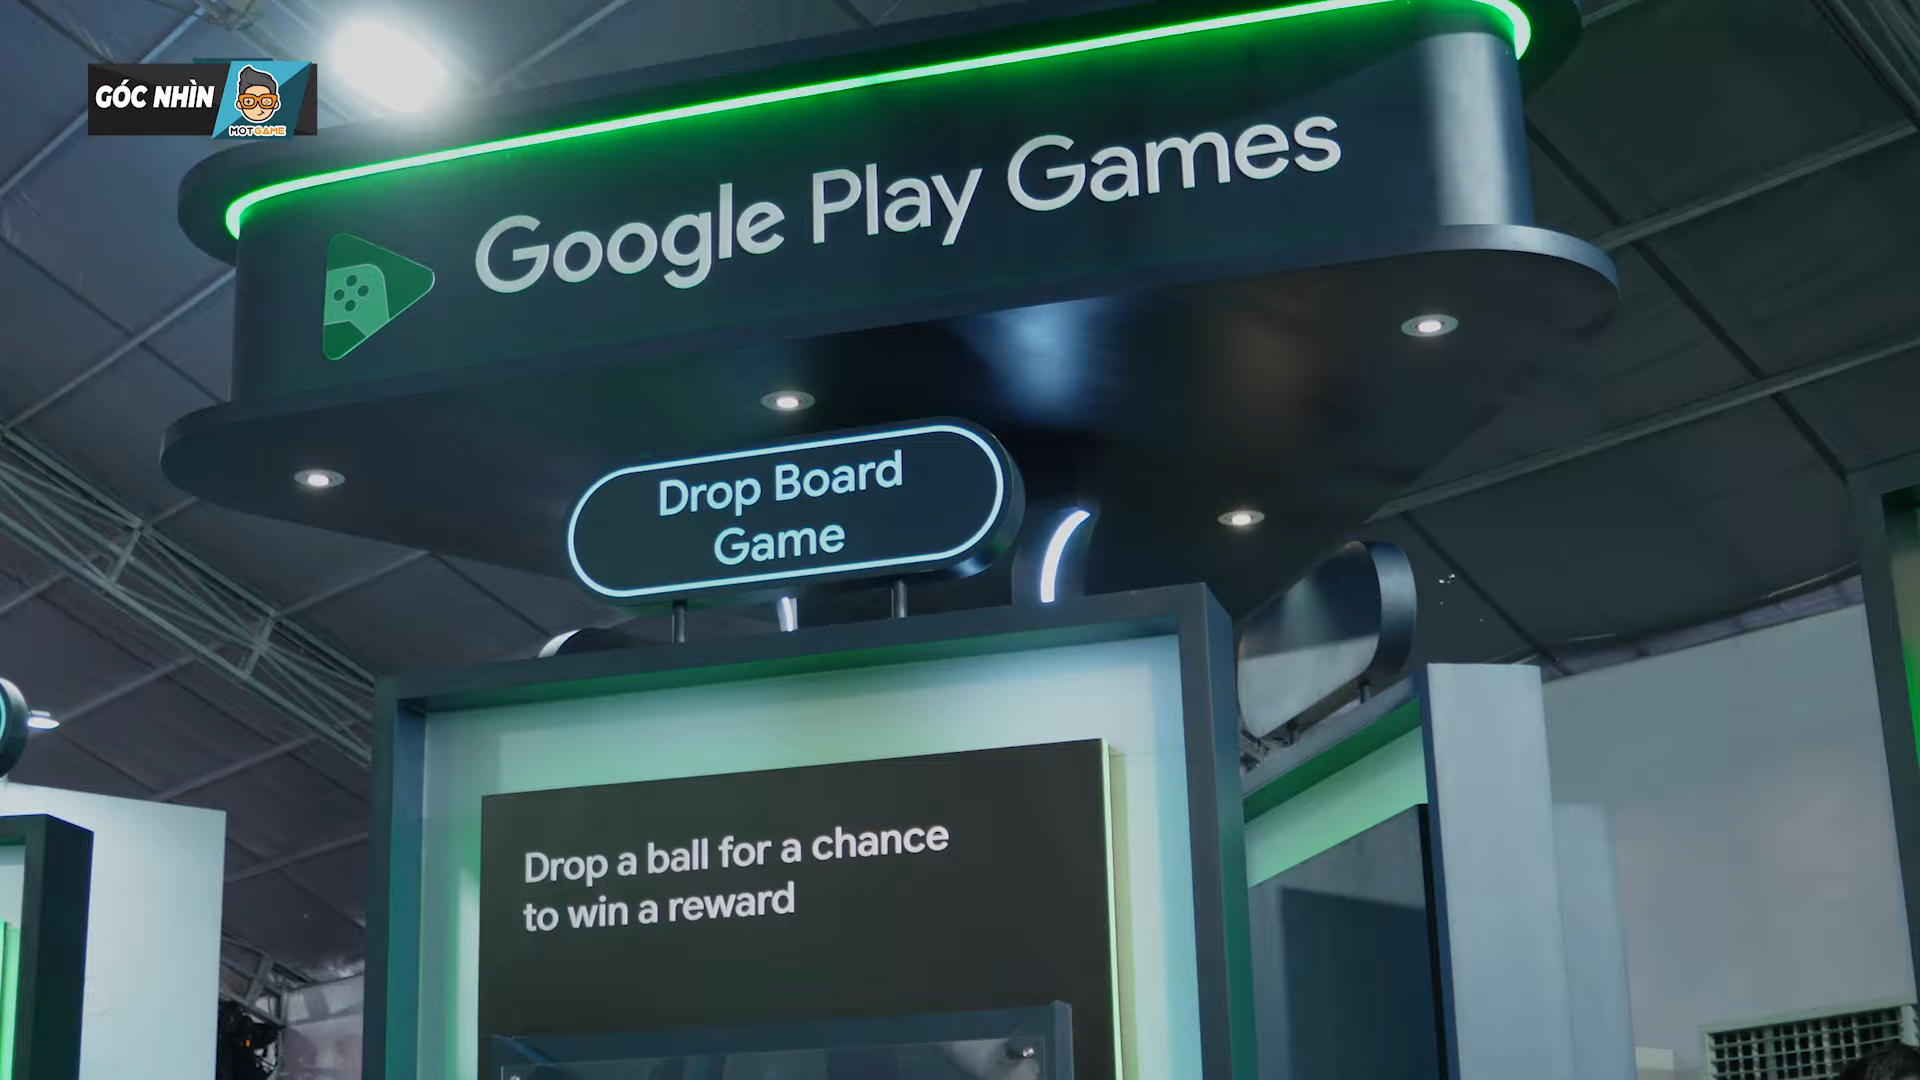 GÓC NHÌN
MOTGAME
Google Play Games
Drop Board
Game
Drop a ball for a chance
to win a reward